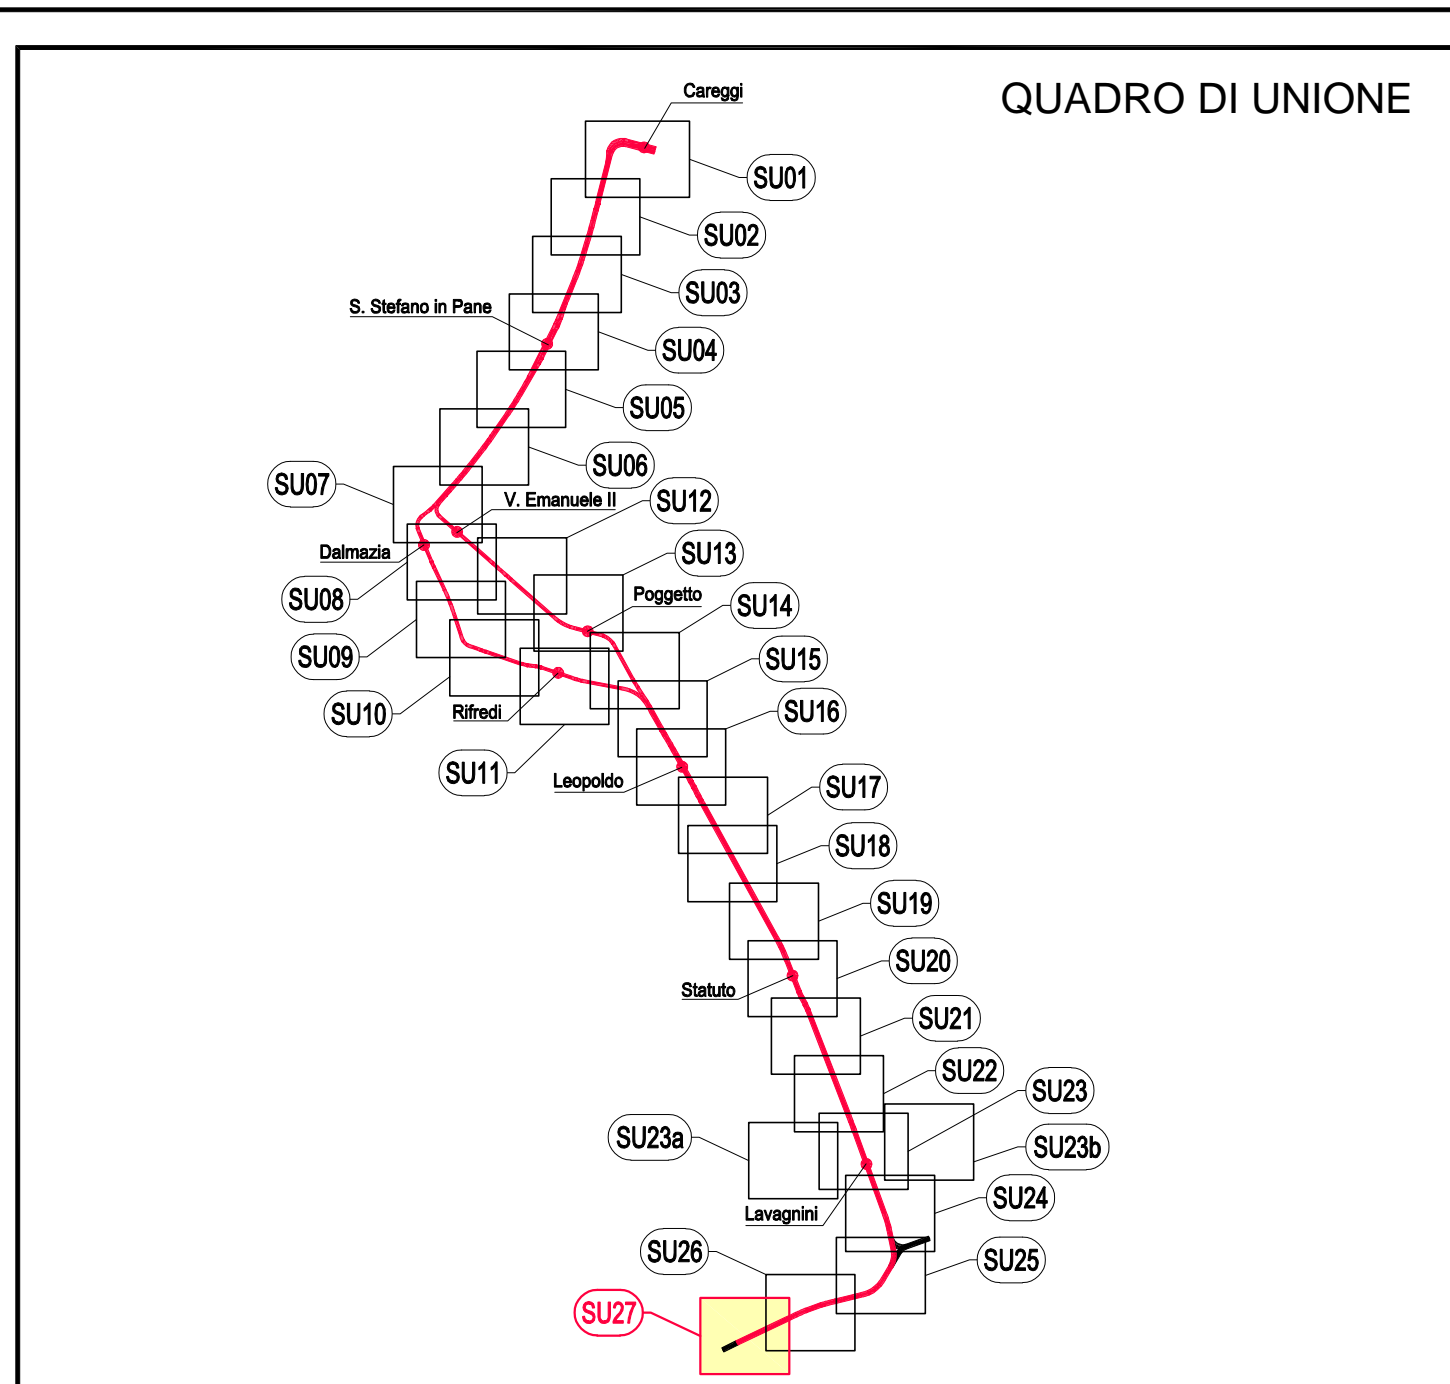 QUADRO DI UNIONE
Careggi
SU01
SU02
SU03
S. Stefano in Pane
SU04
SU05
SU06
SU07
V. Emanuele II
SU12
Dalmazia
SU13
SU08
Poggetto
SU14
SU09
SU15
Rifredi
SU10
SU16
SU11
Leopoldo
SU17
SU18
SU19
SU20
Statuto
SU21
SU22
SU23
SU23a
SU23b
SU24
Lavagnini
SU26
SU25
SU27